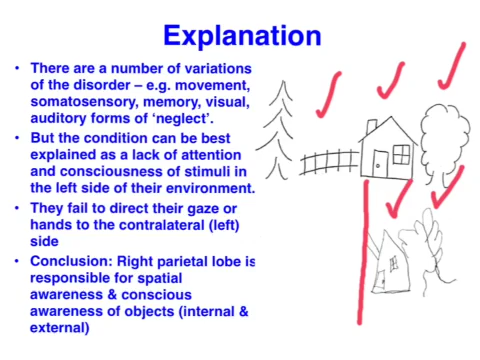 Explanation
• There are a number of variations
of the disorder – e.g. movement,
somatosensory, memory, visual,
auditory forms of ‘neglect’.
• But the condition can be best
explained as a lack of attention
and consciousness of stimuli in
the left side of their environment.
• They fail to direct their gaze or
hands to the contralateral (left)
side
• Conclusion: Right parietal lobe is
responsible for spatial
awareness & conscious
awareness of objects (internal &
external)